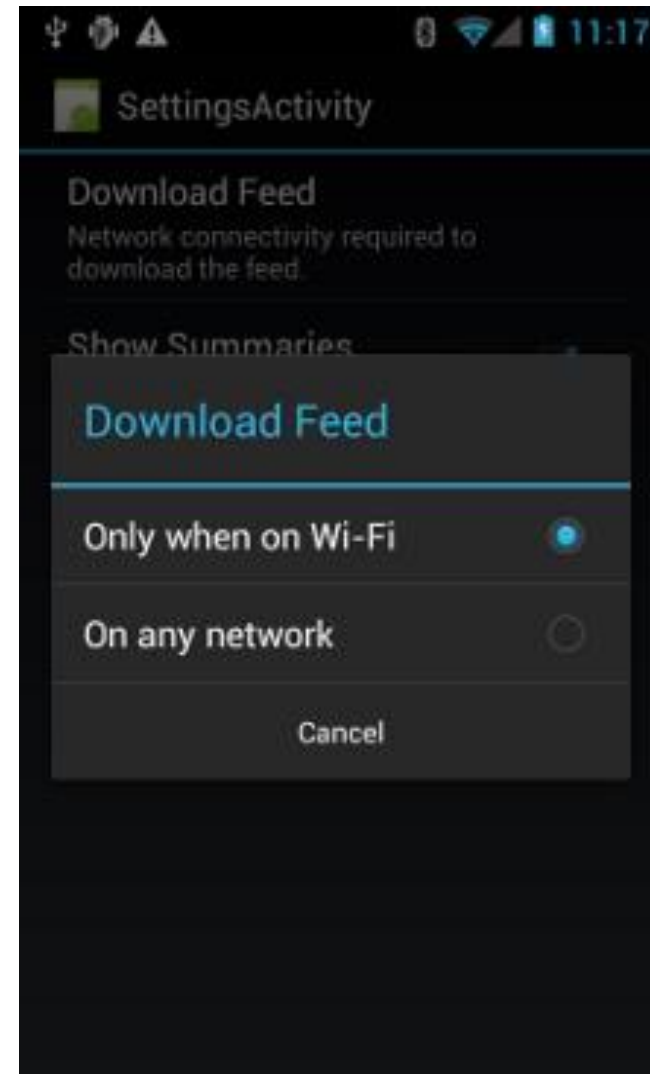 11:17
SettingsActivity
Download Feed
Network connectivity required to
download the feed.
Show Summaries
Download Feed
Only when on Wi-Fi
On any network
Cancel